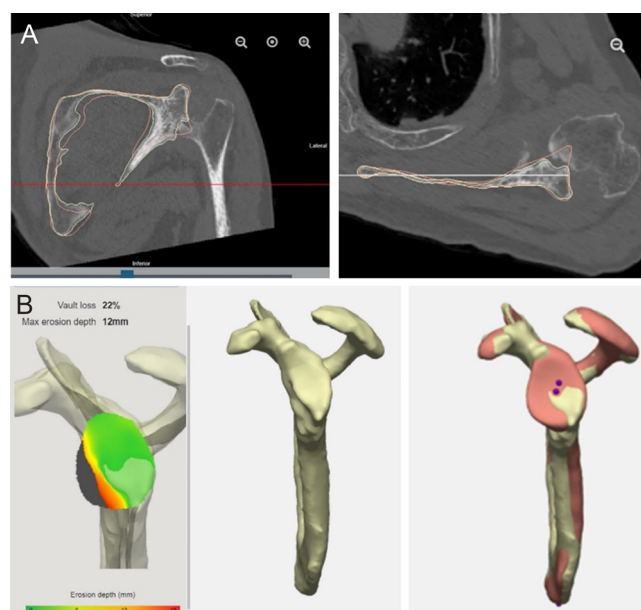 A
Superior
Lateral
Inferior
B
Vault loss 22%
Max erosion depth 12mm
Erosion depth (mm)